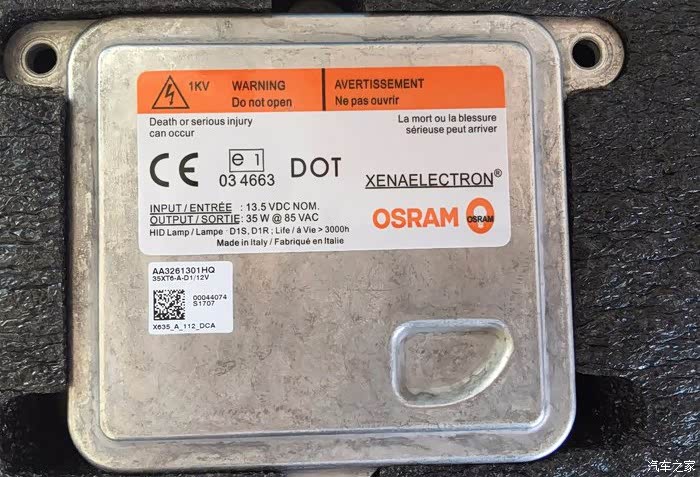 1KV WARNING AVERTISSEMENT
Do not open Ne pas ouvrir
Death or serious injury La mort ou la blessure
can occur sérieuse peut arriver
CE e 1 DOT
03 4663 XENAELECTRON®
INPUT / ENTRÉE : 13.5 VDC NOM.
OUTPUT / SORTIE: 35 W @ 85 VAC
OSRAM OSRAM
HID Lamp / Lampe : D1S, D1R ; Life / á Vie > 3000h
Made in Italy / Fabriqué en Italie
AA3261301HQ
35XT6-A-D1/12V
00044074
S1707
X635_A_112_DCA
汽车之家